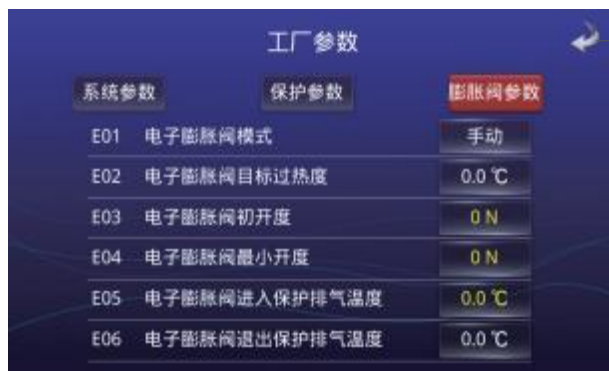 工厂参数
系统参数 保护参数 膨胀阀参数
E01 电子膨胀阀模式 手动
E02 电子膨胀阀目标过热度 0.0 ℃
E03 电子膨胀阀初开度 0 N
E04 电子膨胀阀最小开度 0 N
E05 电子膨胀阀进入保护排气温度 0.0 ℃
E06 电子膨胀阀退出保护排气温度 0.0 ℃